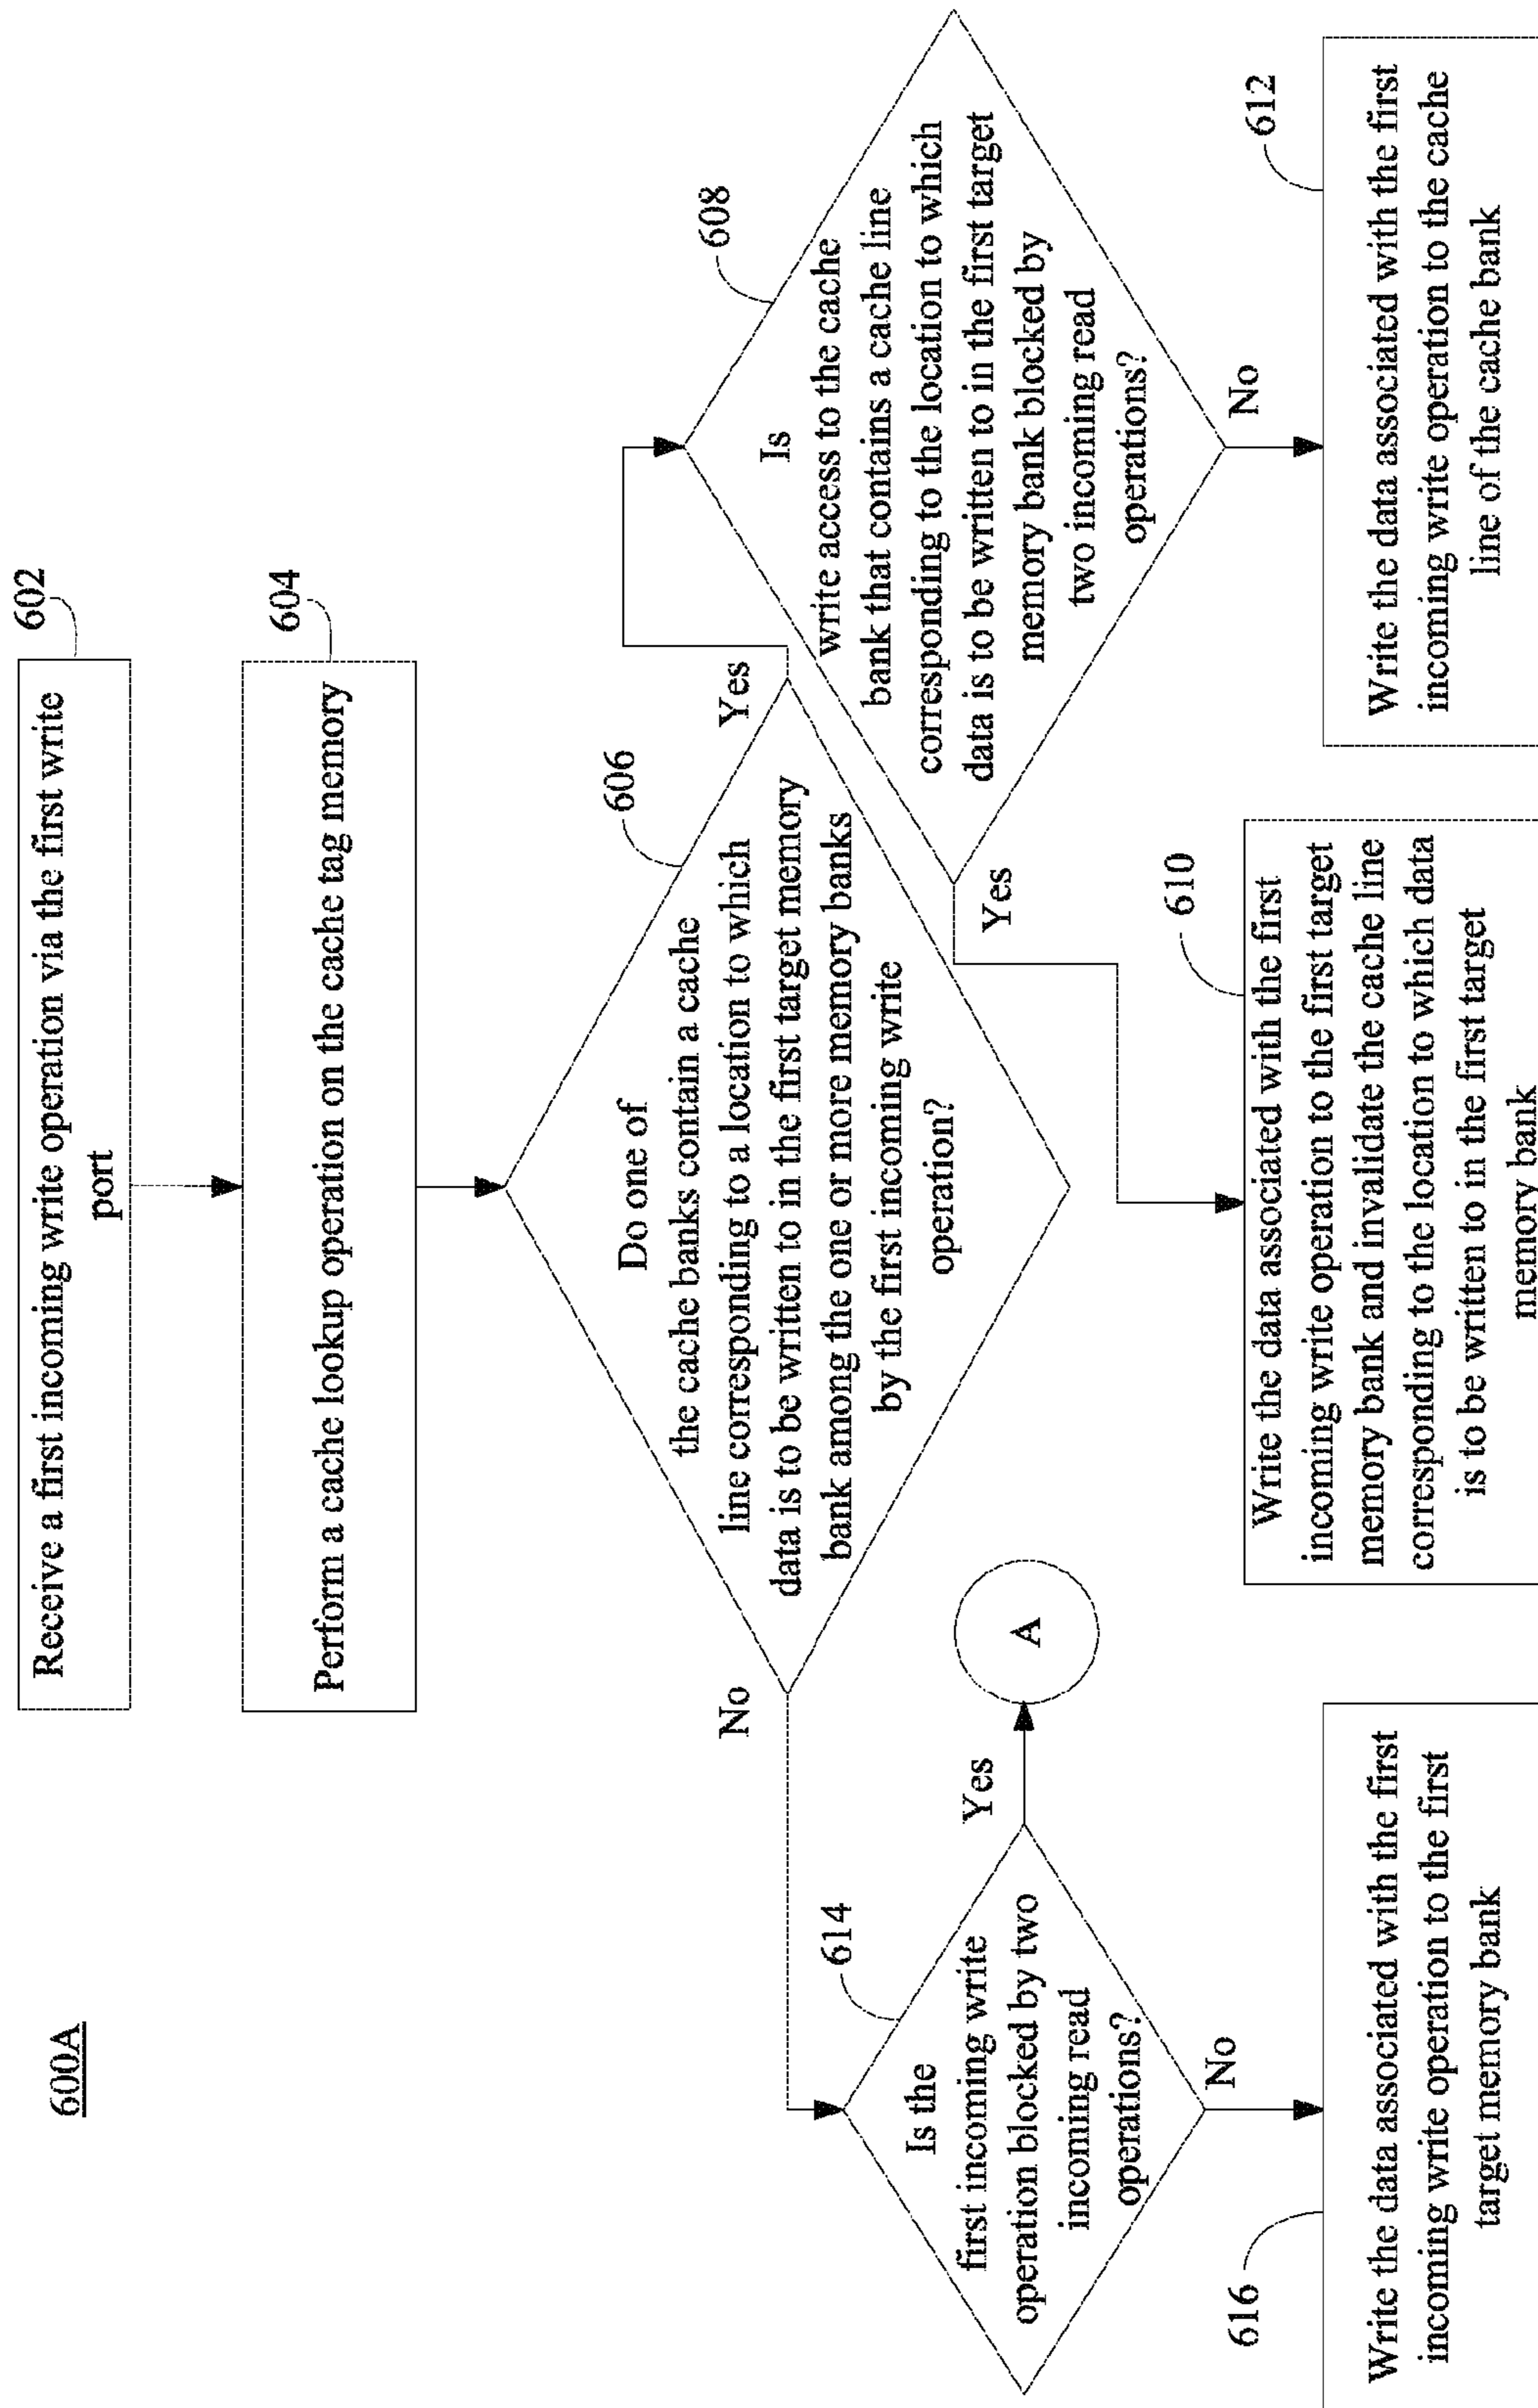 600A
602
Receive a first incoming write operation via the first write
port
604
Perform a cache lookup operation on the cache tag memory
606
Do one of
the cache banks contain a cache
line corresponding to a location to which
data is to be written to in the first target memory
bank among the one or more memory banks
by the first incoming write
operation?
No
Yes
608
Is
write access to the cache
bank that contains a cache line
corresponding to the location to which
data is to be written to in the first target
memory bank blocked by
two incoming read
operations?
Yes
No
614
Is the
first incoming write
operation blocked by two
incoming read
operations?
Yes
No
A
616
Write the data associated with the first
incoming write operation to the first
target memory bank
610
Write the data associated with the first
incoming write operation to the first target
memory bank and invalidate the cache line
corresponding to the location to which data
is to be written to in the first target
memory bank
612
Write the data associated with the first
incoming write operation to the cache
line of the cache bank